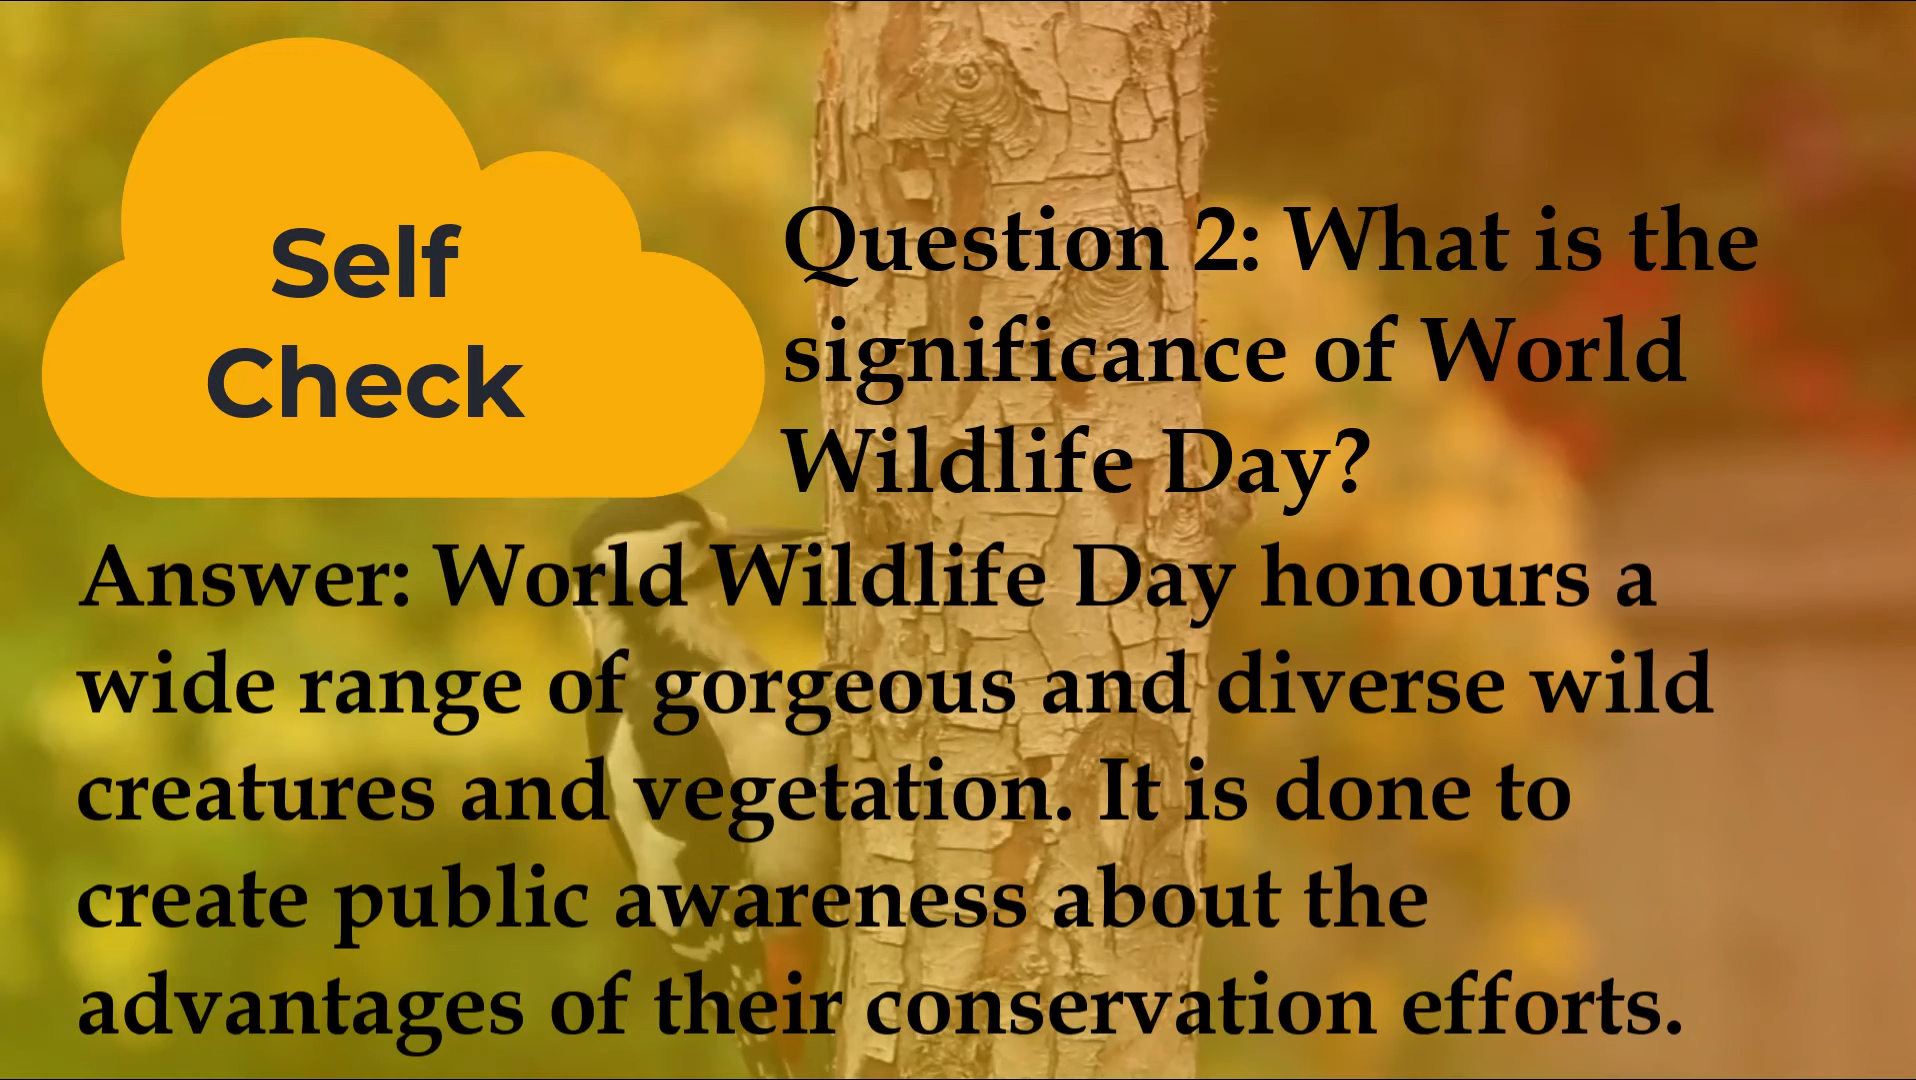 Self
Check
Question 2: What is the
significance of World
Wildlife Day?
Answer: World Wildlife Day honours a
wide range of gorgeous and diverse wild
creatures and vegetation. It is done to
create public awareness about the
advantages of their conservation efforts.